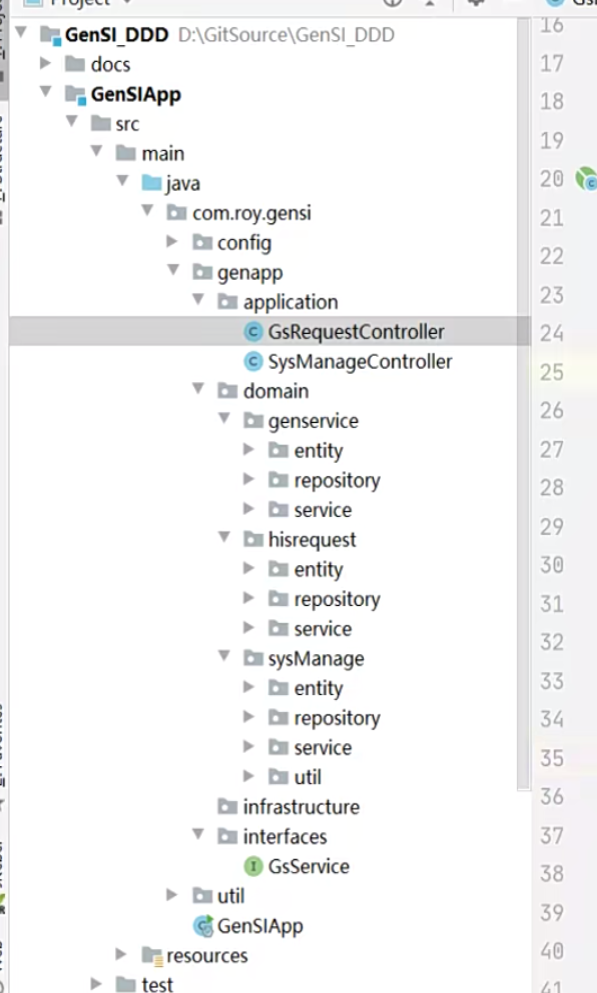 Project
GenSI_DDD D:\GitSource\GenSI_DDD
docs
GenSIApp
src
main
java
com.roy.gensi
config
genapp
application
GsRequestController
SysManageController
domain
genservice
entity
repository
service
hisrequest
entity
repository
service
sysManage
entity
repository
service
util
infrastructure
interfaces
GsService
util
GenSIApp
resources
test
16
17
18
19
20
21
22
23
24
25
26
27
28
29
30
31
32
33
34
35
36
37
38
39
40
41